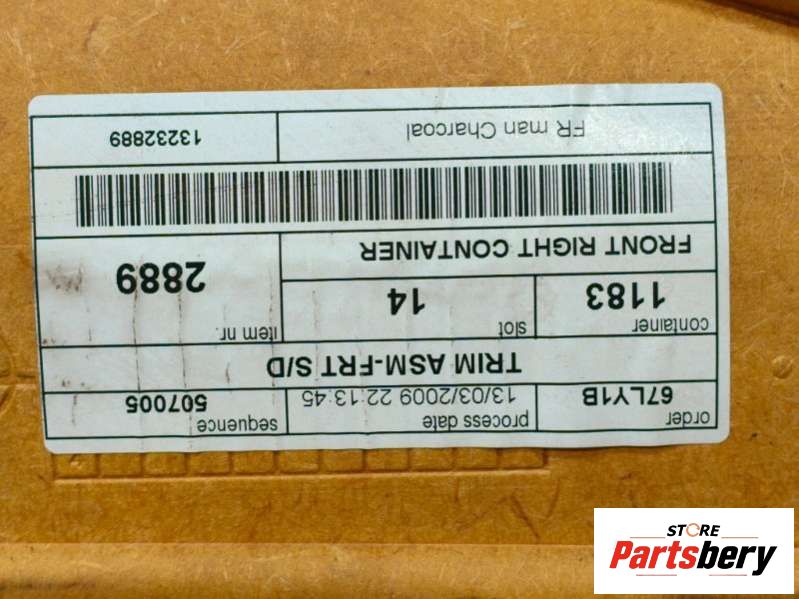 order process date sequence
67LY1B 13/03/2009 22:13:45 507005
TRIM ASM-FRT S/D
container slot item nr.
1183 14 2889
FRONT RIGHT CONTAINER
FR man Charcoal 13232889
STORE
Partsbery